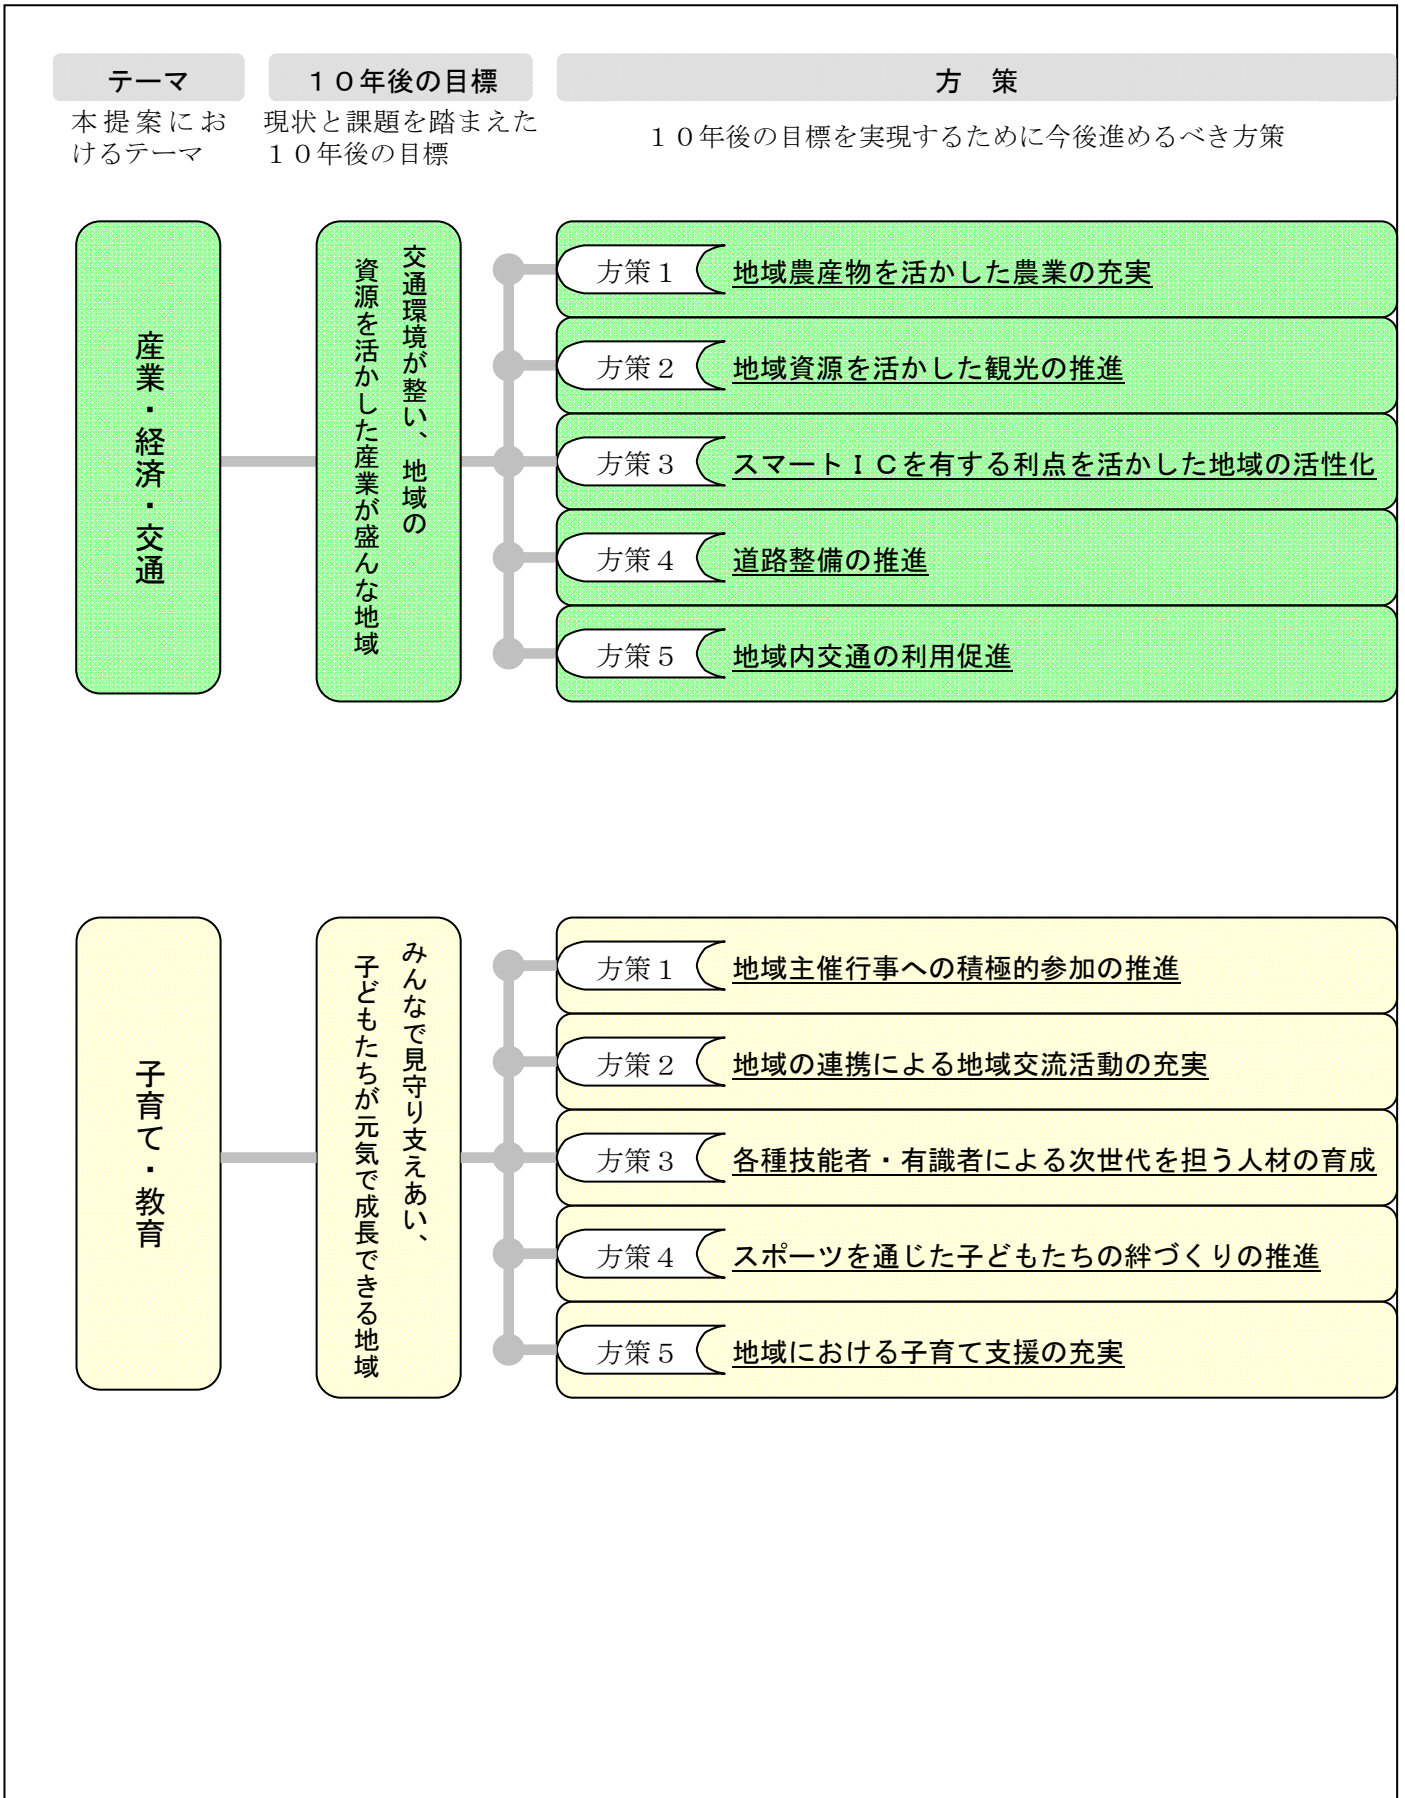 テーマ
１０年後の目標
方　策
本提案にお
けるテーマ
現状と課題を踏まえた
１０年後の目標
１０年後の目標を実現するために今後進めるべき方策
産業・経済・交通
交通環境が整い、地域の
資源を活かした産業が盛んな地域
方策１
地域農産物を活かした農業の充実
方策２
地域資源を活かした観光の推進
方策３
スマートＩＣを有する利点を活かした地域の活性化
方策４
道路整備の推進
方策５
地域内交通の利用促進
子育て・教育
みんなで見守り支えあい、
子どもたちが元気で成長できる地域
方策１
地域主催行事への積極的参加の推進
方策２
地域の連携による地域交流活動の充実
方策３
各種技能者・有識者による次世代を担う人材の育成
方策４
スポーツを通じた子どもたちの絆づくりの推進
方策５
地域における子育て支援の充実